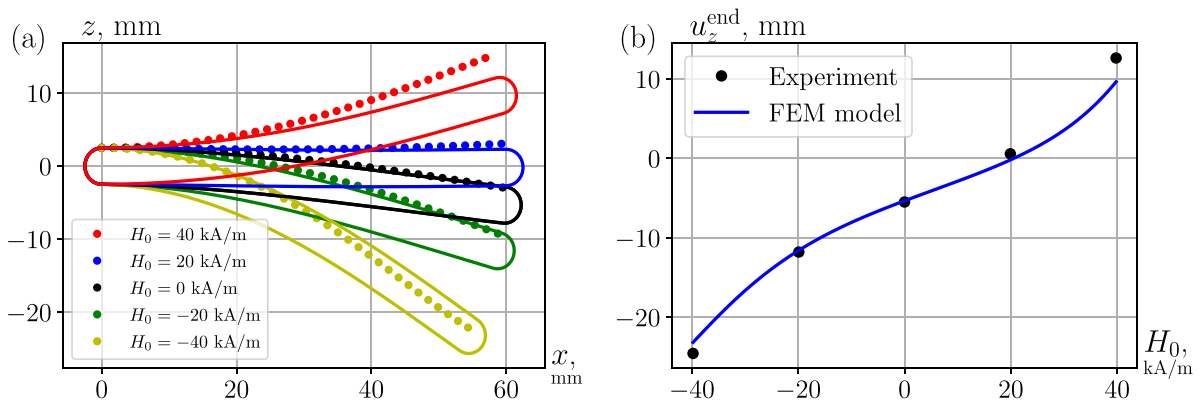 (a)
z, mm
10
0
−10
−20
H₀ = 40 kA/m
H₀ = 20 kA/m
H₀ = 0 kA/m
H₀ = −20 kA/m
H₀ = −40 kA/m
0
20
40
60
x,
mm
(b)
u_z^end, mm
10
0
−10
−20
Experiment
FEM model
−40
−20
0
20
40
H₀,
kA/m